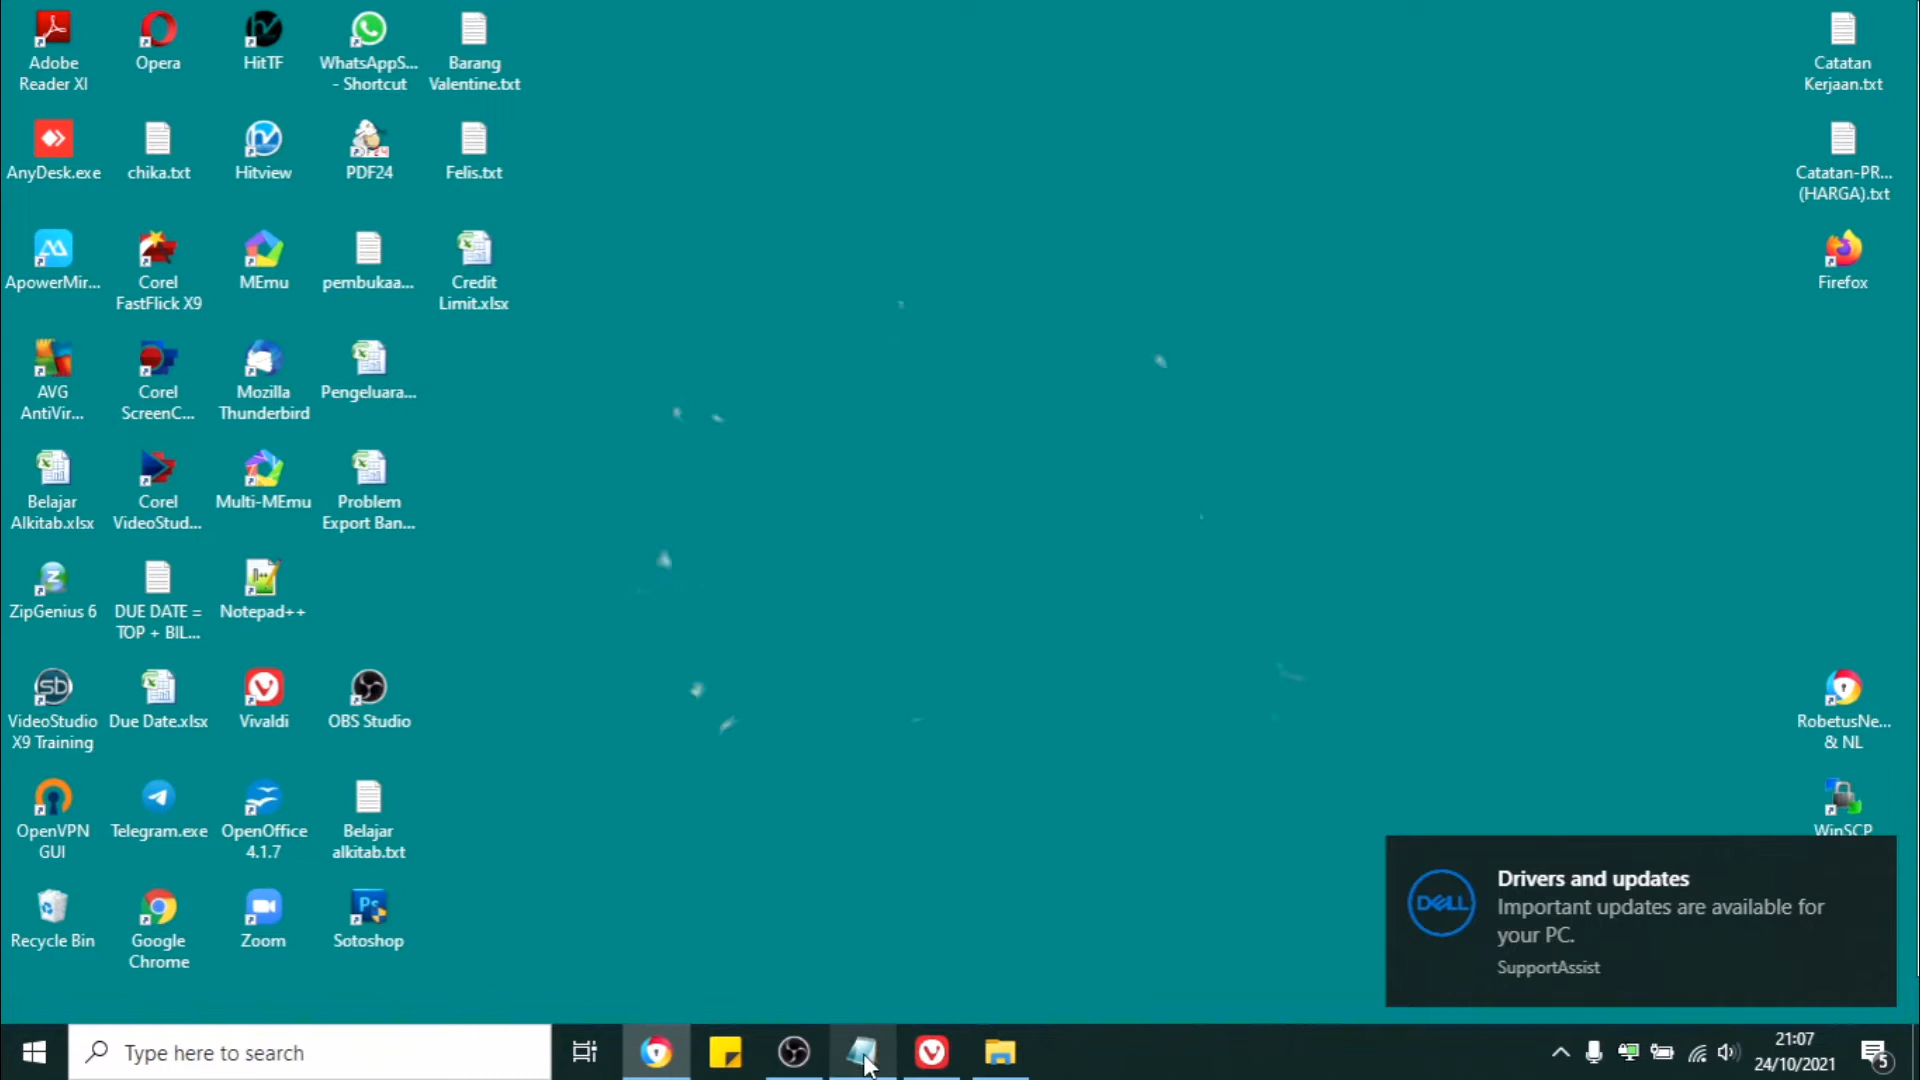 Adobe
Reader XI
Opera
HitTF
WhatsAppS...
- Shortcut
Barang
Valentine.txt
Catatan
Kerjaan.txt
AnyDesk.exe
chika.txt
Hitview
PDF24
Felis.txt
Catatan-PR...
(HARGA).txt
ApowerMir...
Corel
FastFlick X9
MEmu
pembukaa...
Credit
Limit.xlsx
Firefox
AVG
AntiVir...
Corel
ScreenC...
Mozilla
Thunderbird
Pengeluara...
Belajar
Alkitab.xlsx
Corel
VideoStud...
Multi-MEmu
Problem
Export Ban...
ZipGenius 6
DUE DATE =
TOP + BIL...
Notepad++
VideoStudio
X9 Training
Due Date.xlsx
Vivaldi
OBS Studio
RobetusNe...
& NL
OpenVPN
GUI
Telegram.exe
OpenOffice
4.1.7
Belajar
alkitab.txt
WinSCP
Recycle Bin
Google
Chrome
Zoom
Ps
Sotoshop
DELL
Drivers and updates
Important updates are available for
your PC.
SupportAssist
Type here to search
21:07
24/10/2021
5